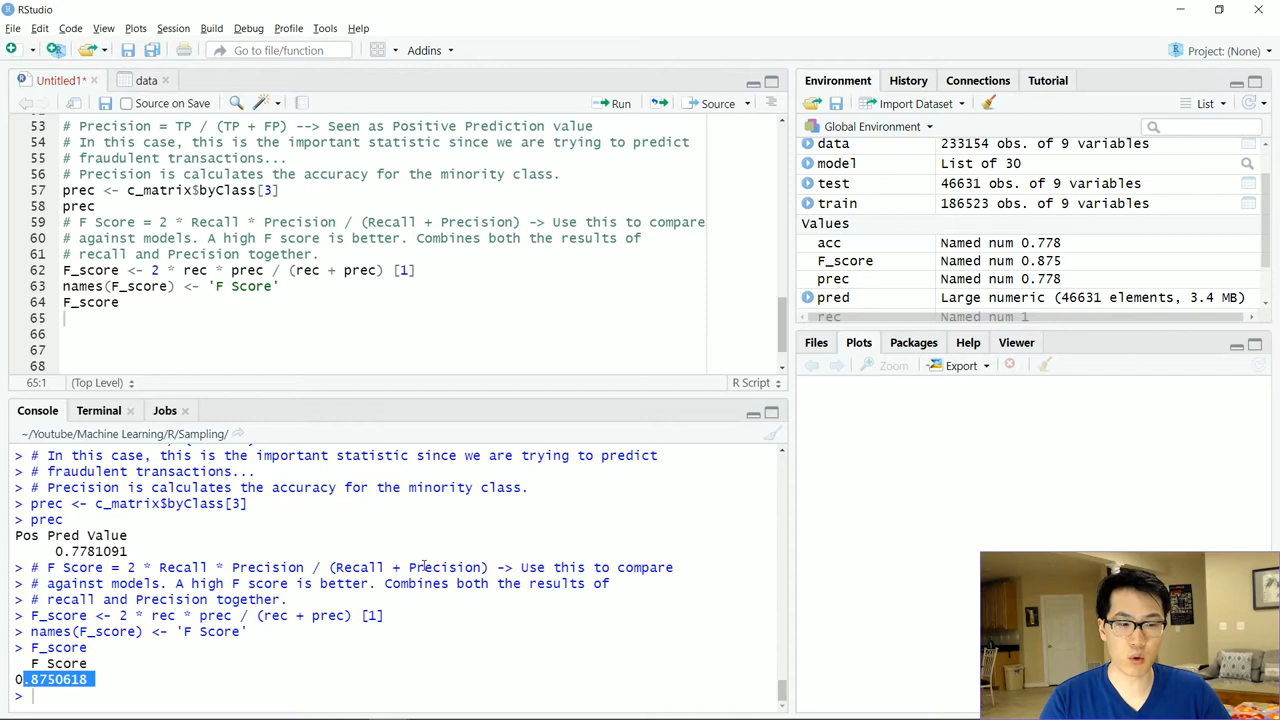 RStudio
File Edit Code View Plots Session Build Debug Profile Tools Help
Go to file/function Addins Project: (None)
Untitled1* data
Source on Save Run Source
53 # Precision = TP / (TP + FP) --> Seen as Positive Prediction value
54 # In this case, this is the important statistic since we are trying to predict
55 # fraudulent transactions...
56 # Precision is calculates the accuracy for the minority class.
57 prec <- c_matrix$byClass[3]
58 prec
59 # F Score = 2 * Recall * Precision / (Recall + Precision) -> Use this to compare
60 # against models. A high F score is better. Combines both the results of
61 # recall and Precision together.
62 F_score <- 2 * rec * prec / (rec + prec) [1]
63 names(F_score) <- 'F Score'
64 F_score
65
66
67
68
65:1 (Top Level) R Script
Console Terminal Jobs
~/Youtube/Machine Learning/R/Sampling/
> # In this case, this is the important statistic since we are trying to predict
> # fraudulent transactions...
> # Precision is calculates the accuracy for the minority class.
> prec <- c_matrix$byClass[3]
> prec
Pos Pred Value
0.7781091
> # F Score = 2 * Recall * Precision / (Recall + Precision) -> Use this to compare
> # against models. A high F score is better. Combines both the results of
> # recall and Precision together.
> F_score <- 2 * rec * prec / (rec + prec) [1]
> names(F_score) <- 'F Score'
> F_score
F Score
0.8750618
>
Environment History Connections Tutorial
Import Dataset List
Global Environment
data 233154 obs. of 9 variables
model List of 30
test 46631 obs. of 9 variables
train 186523 obs. of 9 variables
Values
acc Named num 0.778
F_score Named num 0.875
prec Named num 0.778
pred Large numeric (46631 elements, 3.4 MB)
rec Named num 1
Files Plots Packages Help Viewer
Zoom Export